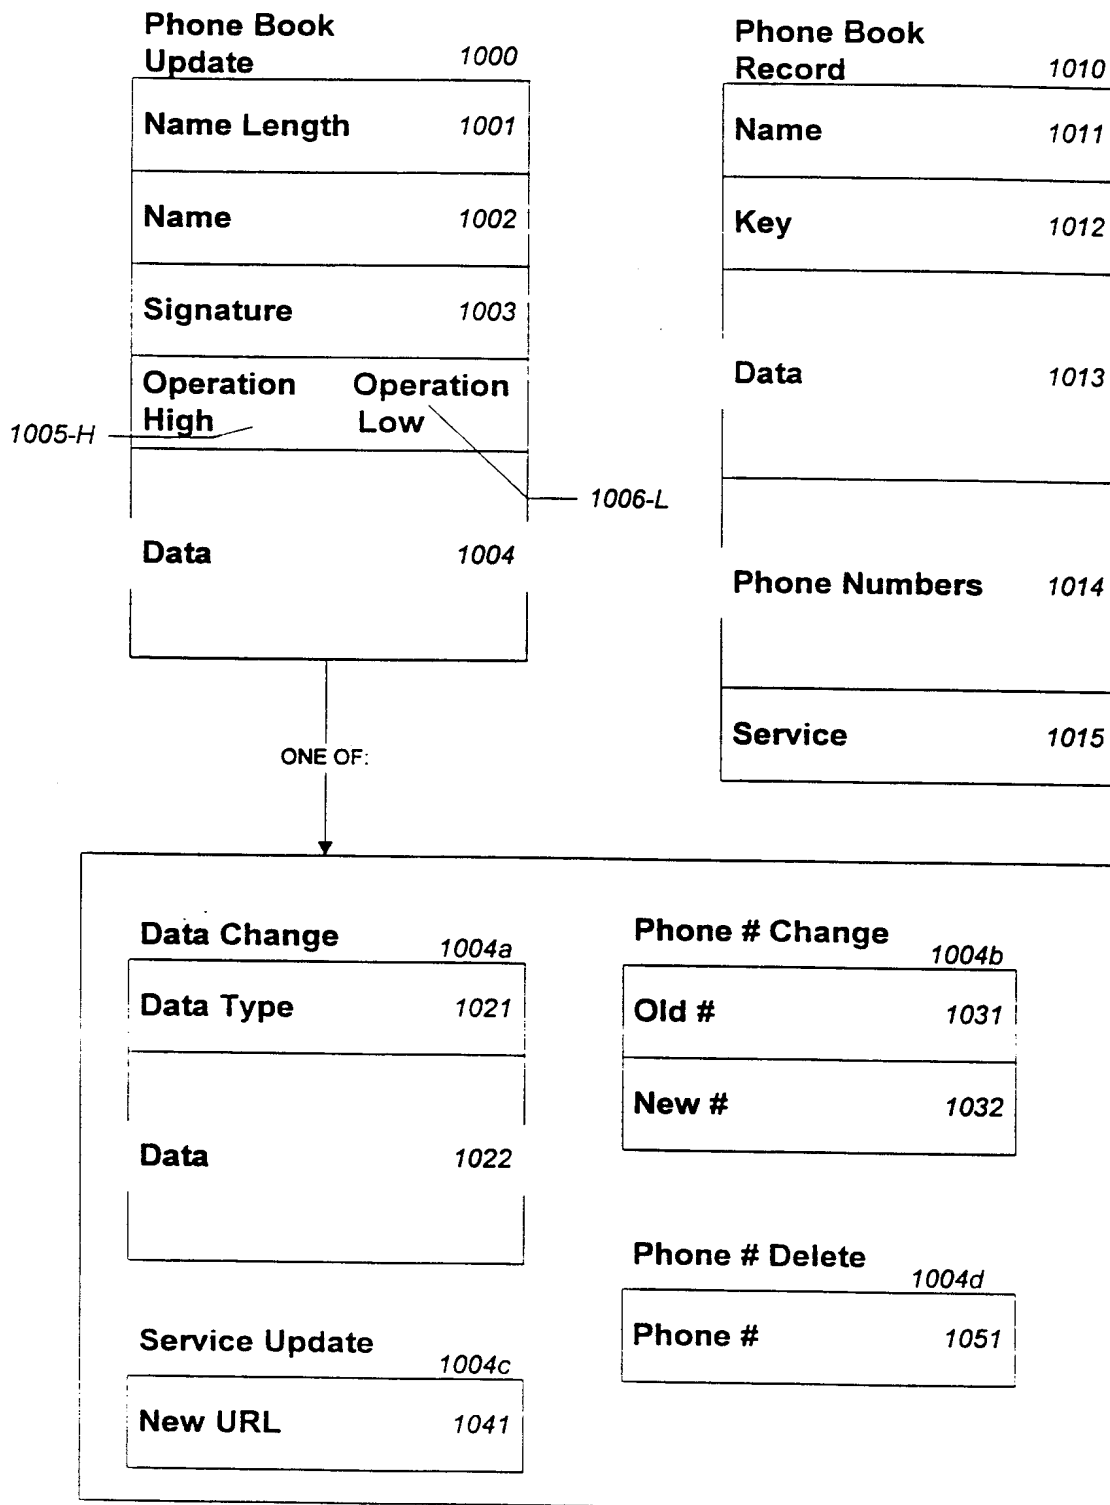 Phone Book
Update 1000
Name Length 1001
Name 1002
Signature 1003
Operation Operation
High Low
1005-H
1006-L
Data 1004
Phone Book
Record 1010
Name 1011
Key 1012
Data 1013
Phone Numbers 1014
Service 1015
ONE OF:
Data Change 1004a
Data Type 1021
Data 1022
Phone # Change 1004b
Old # 1031
New # 1032
Service Update 1004c
New URL 1041
Phone # Delete 1004d
Phone # 1051